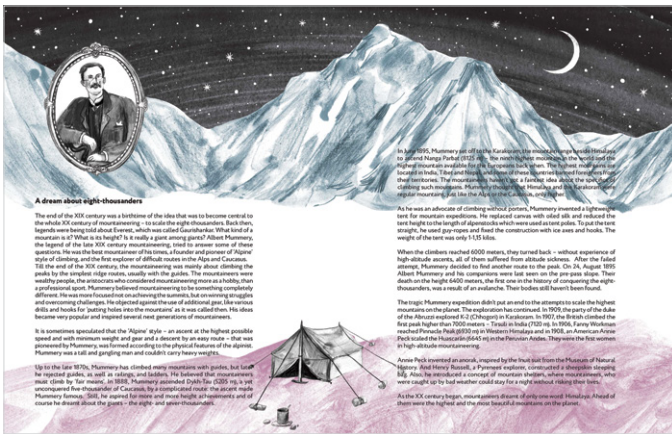 A dream about eight-thousanders
The end of the XIX century was a birthtime of the idea that was to become central to
the whole XX century of mountaineering – to scale the eight-thousanders. Back then,
legends were being told about Everest, which was called Gaurishankar. What kind of a
mountain is it? What is its height? Is it really a giant among giants? Albert Mummery,
the legend of the late XIX century mountaineering, tried to answer some of these
questions. He was the best mountaineer of his times, a founder and pioneer of 'Alpine'
style of climbing, and the first explorer of difficult routes in the Alps and Caucasus.
Till the end of the XIX century, the mountaineering was mainly about climbing the
peaks by the simplest ridge routes, usually with the guides. The mountaineers were
wealthy people, the aristocrats who considered mountaineering more as a hobby, than
a professional sport. Mummery believed mountaineering to be something completely
different. He was more focused not on achieving the summits, but on winning struggles
and overcoming challenges. He objected against the use of additional gear, like various
drills and hooks for 'putting holes into the mountains' as it was called then. His ideas
became very popular and inspired several next generations of mountaineers.
It is sometimes speculated that the 'Alpine' style – an ascent at the highest possible
speed and with minimum weight and gear and a descent by an easy route – that was
pioneered by Mummery, was formed according to the physical features of the alpinist.
Mummery was a tall and gangling man and couldn't carry heavy weights.
Up to the late 1870s, Mummery has climbed many mountains with guides, but later
he rejected guides, as well as railings, and ladders. He believed that mountaineers
must climb by 'fair means'. In 1888, Mummery ascended Dykh-Tau (5205 m), a yet
unconquered five-thousander of Caucasus, by a complicated route: the ascent made
Mummery famous. Still, he aspired for more and more height achievements and of
course he dreamt about the giants – the eight- and seven-thousanders.
In June 1895, Mummery set off to the Karakoram, the mountain range beside Himalaya
to ascend Nanga Parbat (8125 m) – the ninth-highest mountain in the world and the
highest mountain available for the Europeans back then. The highest mountains are
located in India, Tibet and Nepal, and some of these countries banned foreigners from
their territories. The mountaineers haven't got a faintest idea about the specifics of
climbing such mountains. Mummery thought that Himalaya and the Karakoram were
regular mountains, just like the Alps or the Caucasus, only higher.
As he was an advocate of climbing without porters, Mummery invented a lightweight
tent for mountain expeditions. He replaced canvas with oiled silk and reduced the
tent height to the length of alpenstocks which were used as tent poles. To put the tent
straight, he used guy-ropes and fixed the construction with ice axes and hooks. The
weight of the tent was only 1-1,15 kilos.
When the climbers reached 6000 meters, they turned back – without experience of
high-altitude ascents, all of them suffered from altitude sickness. After the failed
attempt, Mummery decided to find another route to the peak. On 24, August 1895
Albert Mummery and his companions were last seen on the pre-pass slope. Their
death on the height 6400 meters, the first one in the history of conquering the eight-
thousanders, was a result of an avalanche. Their bodies still haven't been found.
The tragic Mummery expedition didn't put an end to the attempts to scale the highest
mountains on the planet. The exploration has continued. In 1909, the party of the duke
of the Abruzzi explored K-2 (Chhogori) in Karakoram. In 1907, the British climbed the
first peak higher than 7000 meters – Tirsuli in India (7120 m). In 1906, Fanny Workman
reached Pinnacle Peak (6930 m) in Western Himalaya and in 1908, an American Annie
Peck scaled the Huascarán (6645 m) in the Peruvian Andes. They were the first women
in high-altitude mountaineering.
Annie Peck invented an anorak, inspired by the Inuit suit from the Museum of Natural
History. And Henry Russell, a Pyrenees explorer, constructed a sheepskin sleeping
bag. Also, he introduced a concept of mountain shelters, where mountaineers, who
were caught up by bad weather could stay for a night without risking their lives.
As the XX century began, mountaineers dreamt of only one word: Himalaya. Ahead of
them were the highest and the most beautiful mountains on the planet.